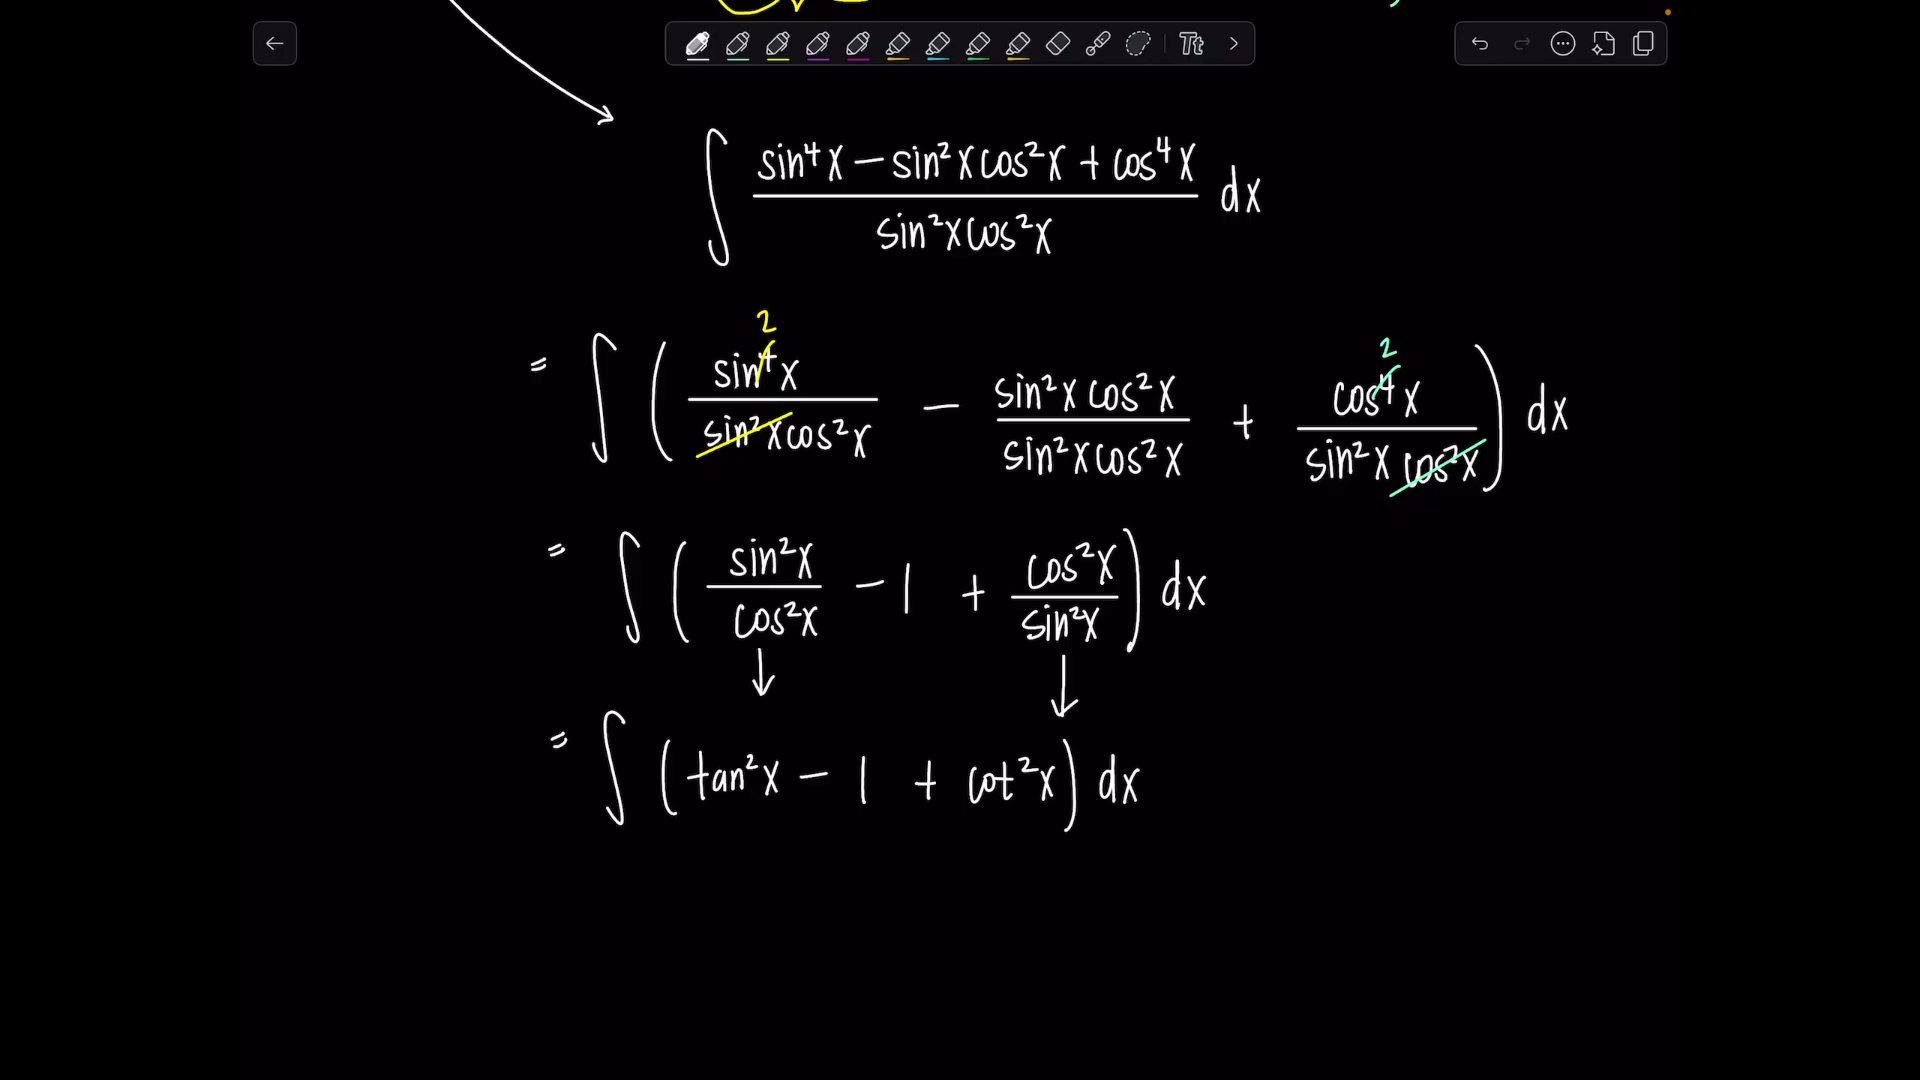 Tt
∫ (sin⁴x − sin²x cos²x + cos⁴x) / (sin²x cos²x) dx
2 2
= ∫ ( sin⁴x / (sin²x cos²x) − (sin²x cos²x) / (sin²x cos²x) + cos⁴x / (sin²x cos²x) ) dx
= ∫ ( sin²x / cos²x − 1 + cos²x / sin²x ) dx
= ∫ ( tan²x − 1 + cot²x ) dx